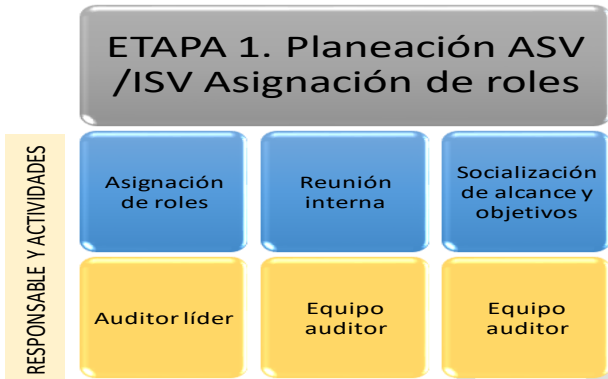 ETAPA 1. Planeación ASV
/ISV Asignación de roles
RESPONSABLE Y ACTIVIDADES
Asignación
de roles
Reunión
interna
Socialización
de alcance y
objetivos
Auditor líder
Equipo
auditor
Equipo
auditor